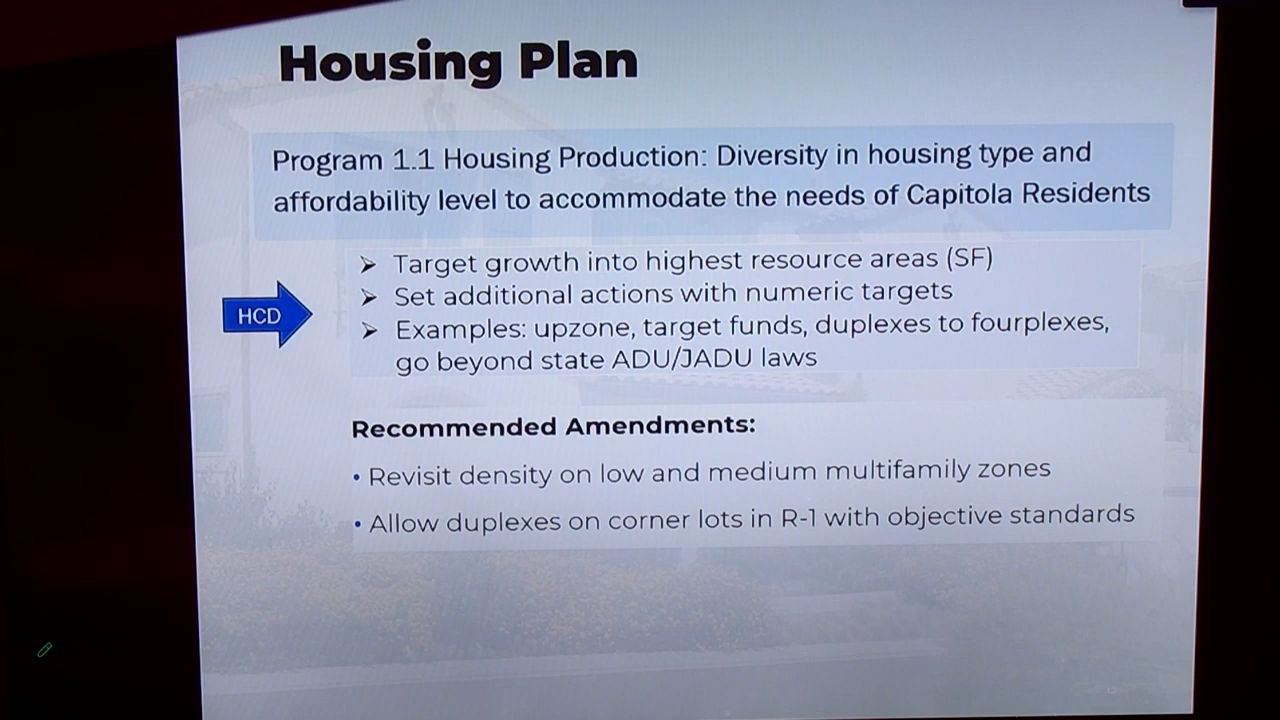 Housing Plan
Program 1.1 Housing Production: Diversity in housing type and
affordability level to accommodate the needs of Capitola Residents
HCD
➢ Target growth into highest resource areas (SF)
➢ Set additional actions with numeric targets
➢ Examples: upzone, target funds, duplexes to fourplexes,
go beyond state ADU/JADU laws
Recommended Amendments:
• Revisit density on low and medium multifamily zones
• Allow duplexes on corner lots in R-1 with objective standards